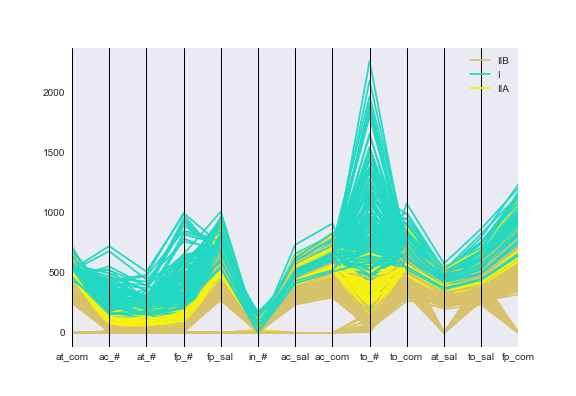 IIB
I
IIA
2000
1500
1000
500
0
at_com ac_# at_# fp_# fp_sal in_# ac_sal ac_com to_# to_com at_sal to_sal fp_com